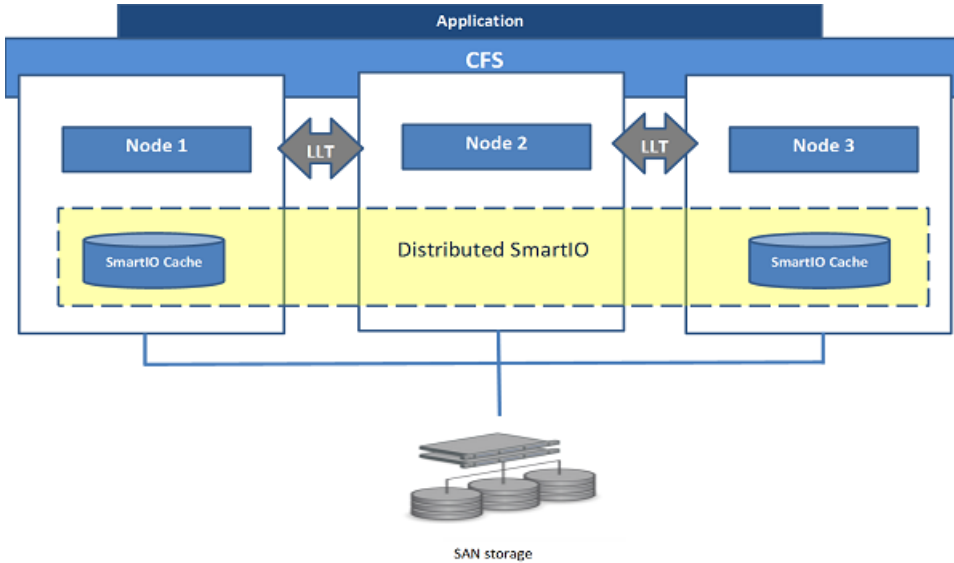 Application
CFS
Node 1
LLT
Node 2
LLT
Node 3
Distributed SmartIO
SmartIO Cache
SmartIO Cache
SAN storage